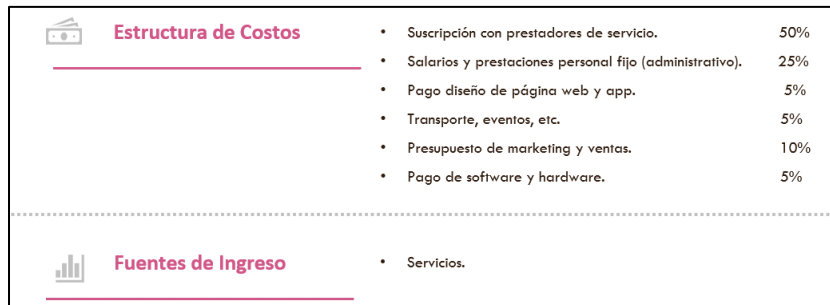 Estructura de Costos
• Suscripción con prestadores de servicio. 50%
• Salarios y prestaciones personal fijo (administrativo). 25%
• Pago diseño de página web y app. 5%
• Transporte, eventos, etc. 5%
• Presupuesto de marketing y ventas. 10%
• Pago de software y hardware. 5%
Fuentes de Ingreso
• Servicios.